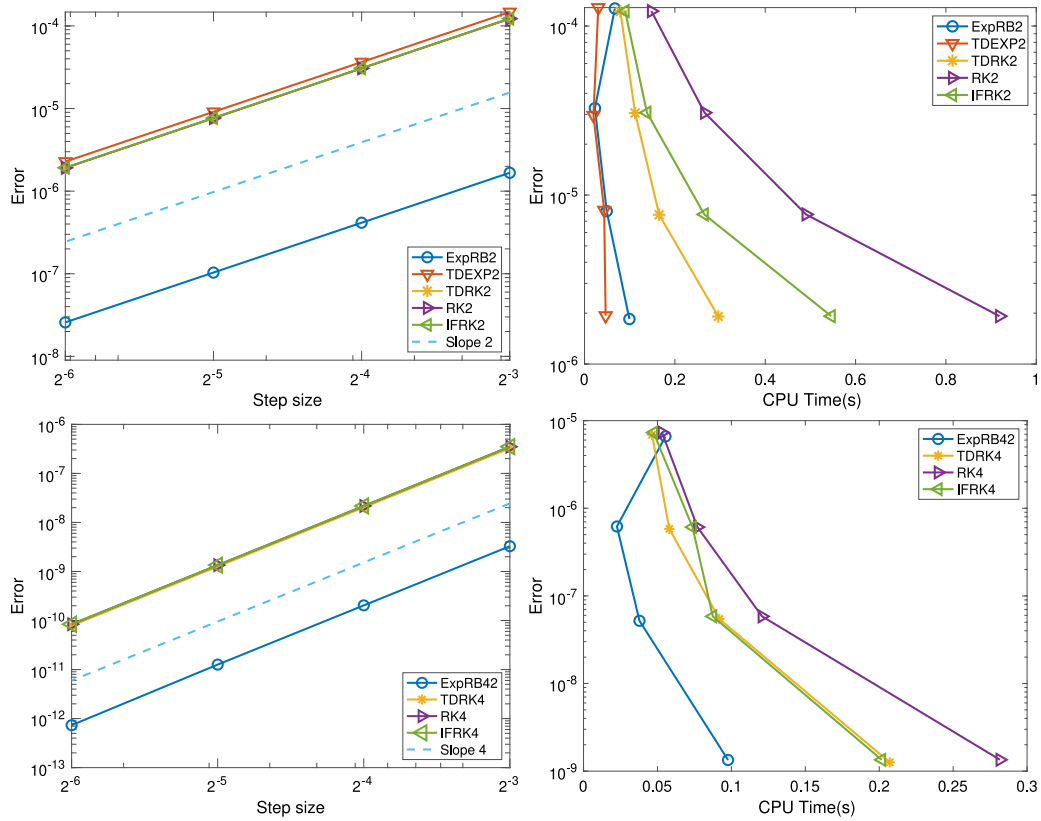 10^-4
10^-5
10^-6
10^-7
10^-8
Error
2^-6
2^-5
2^-4
2^-3
Step size
ExpRB2
TDEXP2
TDRK2
RK2
IFRK2
Slope 2
10^-4
10^-5
10^-6
Error
0
0.2
0.4
0.6
0.8
1
CPU Time(s)
ExpRB2
TDEXP2
TDRK2
RK2
IFRK2
10^-6
10^-7
10^-8
10^-9
10^-10
10^-11
10^-12
10^-13
Error
2^-6
2^-5
2^-4
2^-3
Step size
ExpRB42
TDRK4
RK4
IFRK4
Slope 4
10^-5
10^-6
10^-7
10^-8
10^-9
Error
0
0.05
0.1
0.15
0.2
0.25
0.3
CPU Time(s)
ExpRB42
TDRK4
RK4
IFRK4